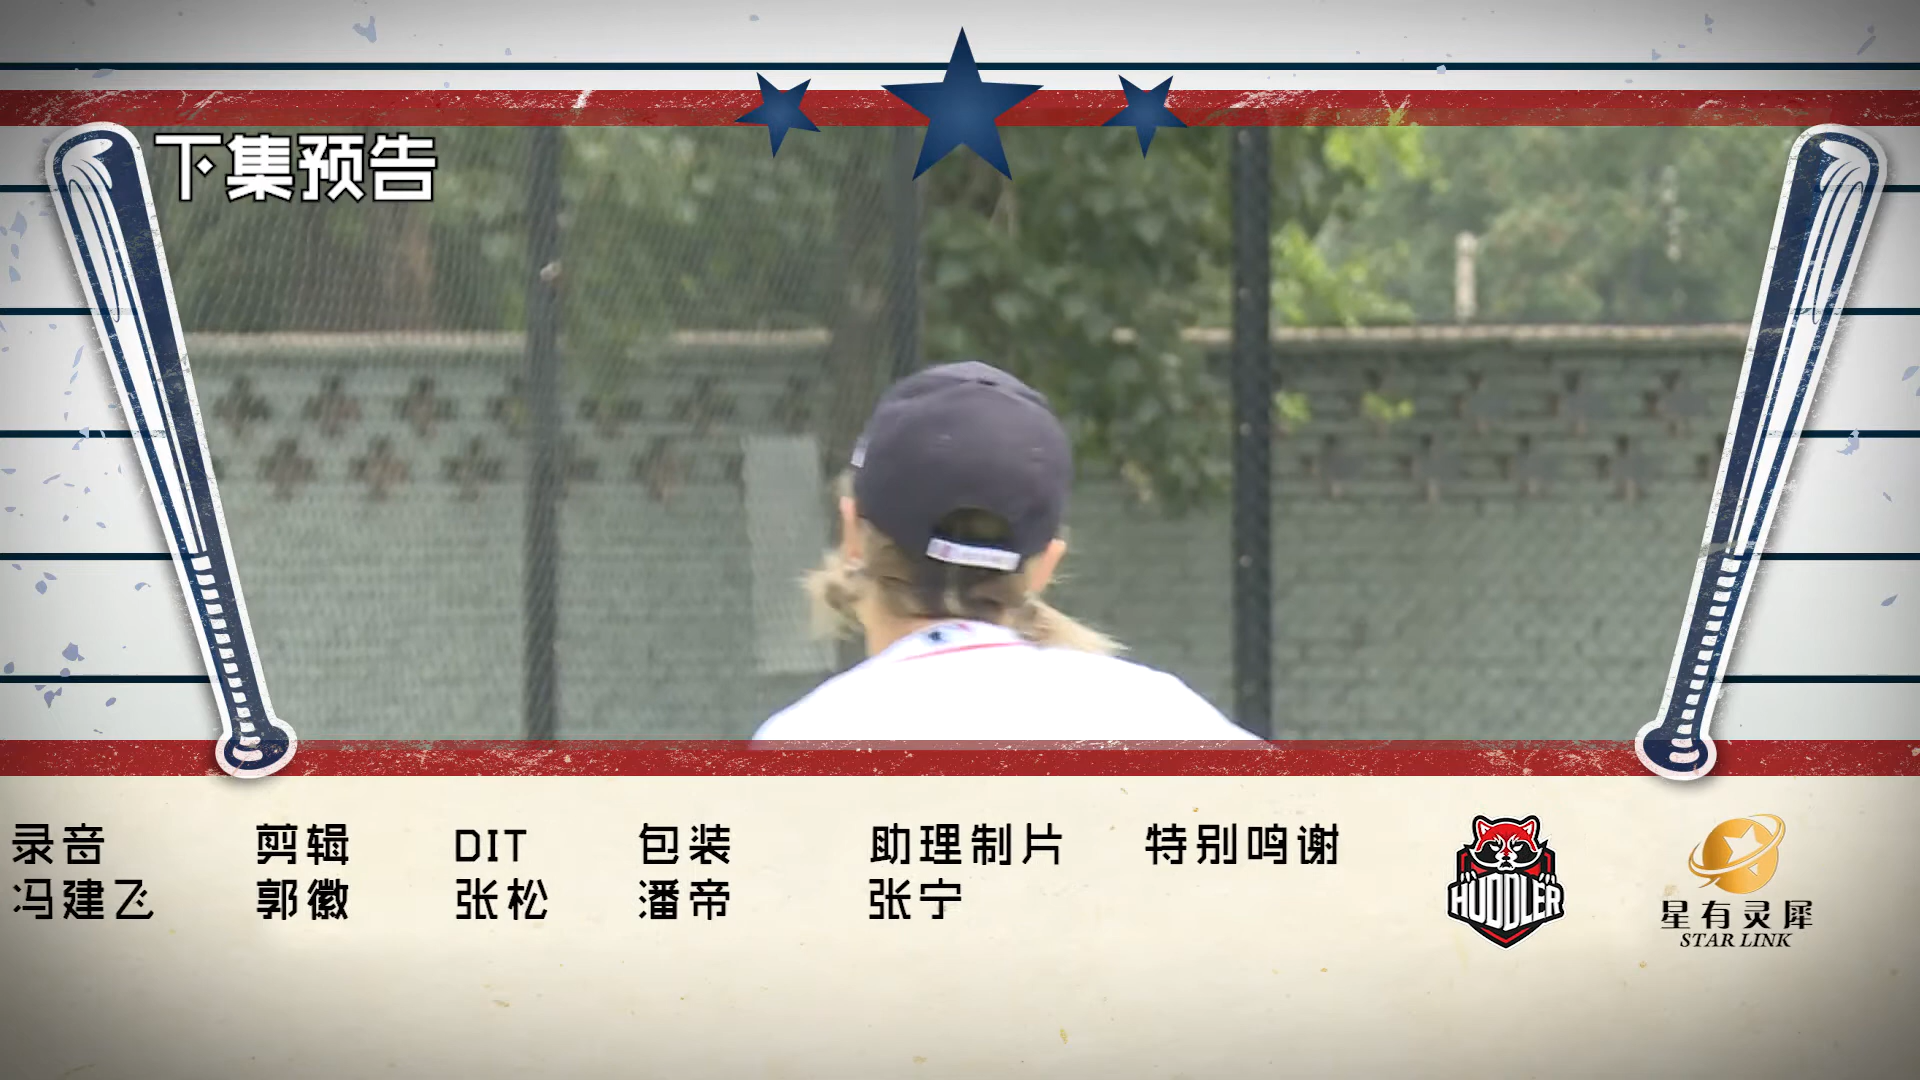 下集预告
录音 剪辑 DIT 包装 助理制片 特别鸣谢
冯建飞 郭徽 张松 潘帝 张宁
HUDDLER
星有灵犀
STAR LINK